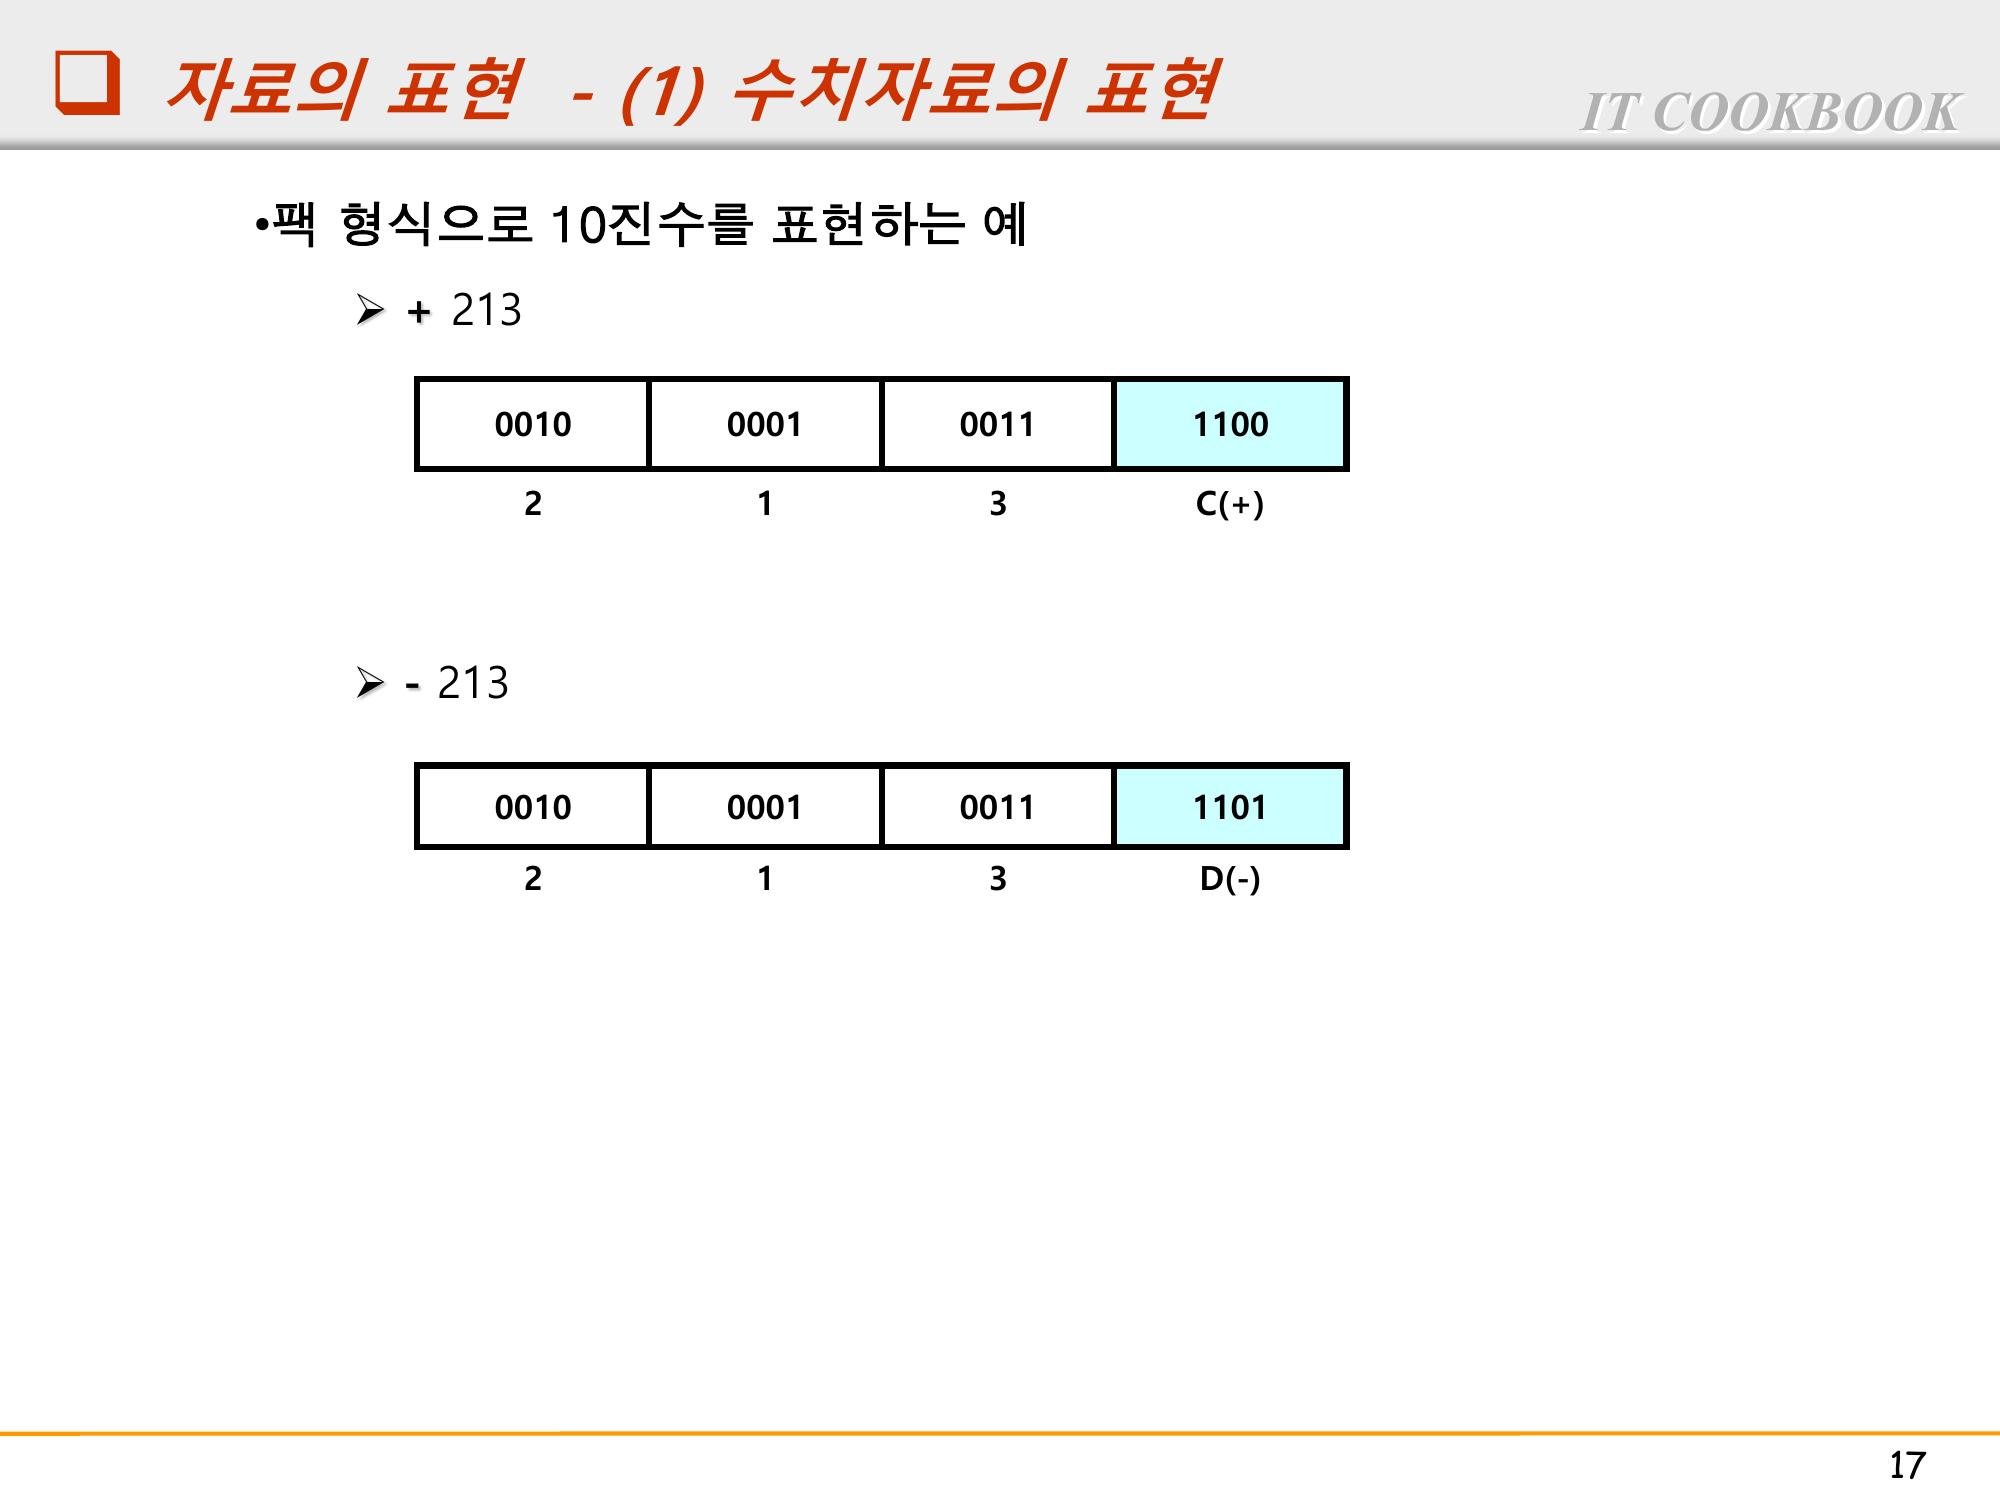 자료의 표현 - (1) 수치자료의 표현
IT COOKBOOK
•팩 형식으로 10진수를 표현하는 예
➢ + 213
0010 0001 0011 1100
2 1 3 C(+)
➢ - 213
0010 0001 0011 1101
2 1 3 D(-)
17